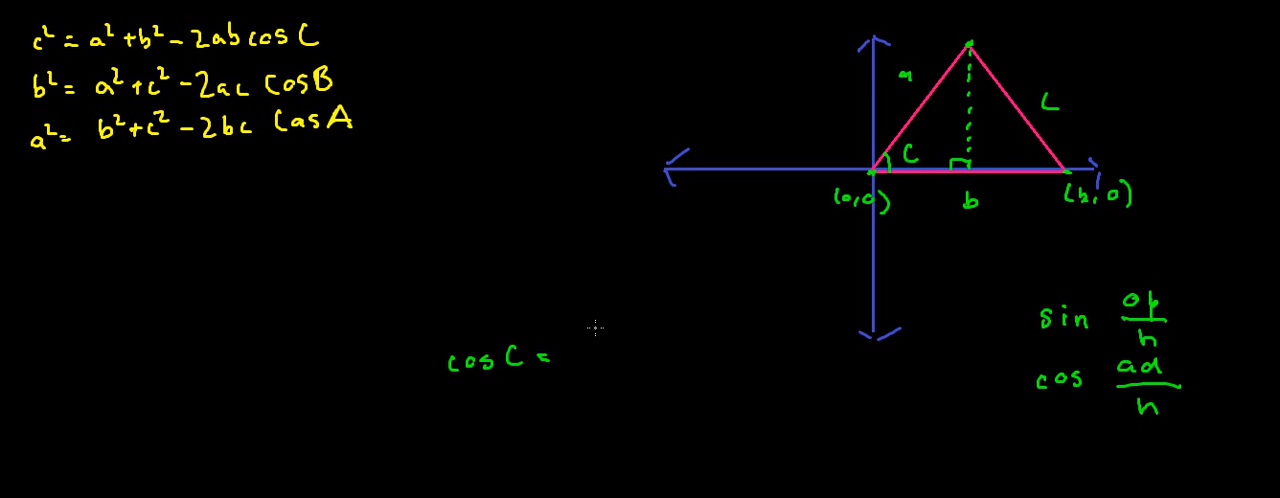 c² = a² + b² - 2ab cos C
b² = a² + c² - 2ac cos B
a² = b² + c² - 2bc cos A
a
c
C
(0,0)
b
(b,0)
sin op/h
cos C =
cos ad/h